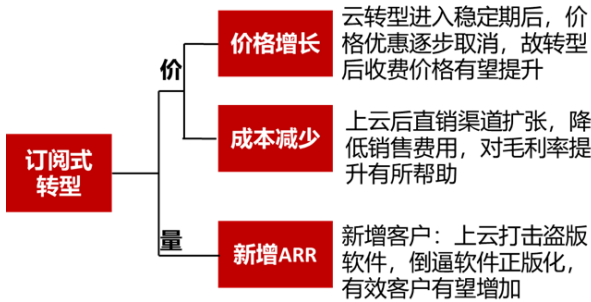 云转型进入稳定期后，价
价格增长
格优惠逐步取消，故转型
后收费价格有望提升
价
上云后直销渠道扩张，降
成本减少
低销售费用，对毛利率提
升有所帮助
订阅式
转型
量
新增客户：上云打击盗版
新增ARR
软件，倒逼软件正版化，
有效客户有望增加